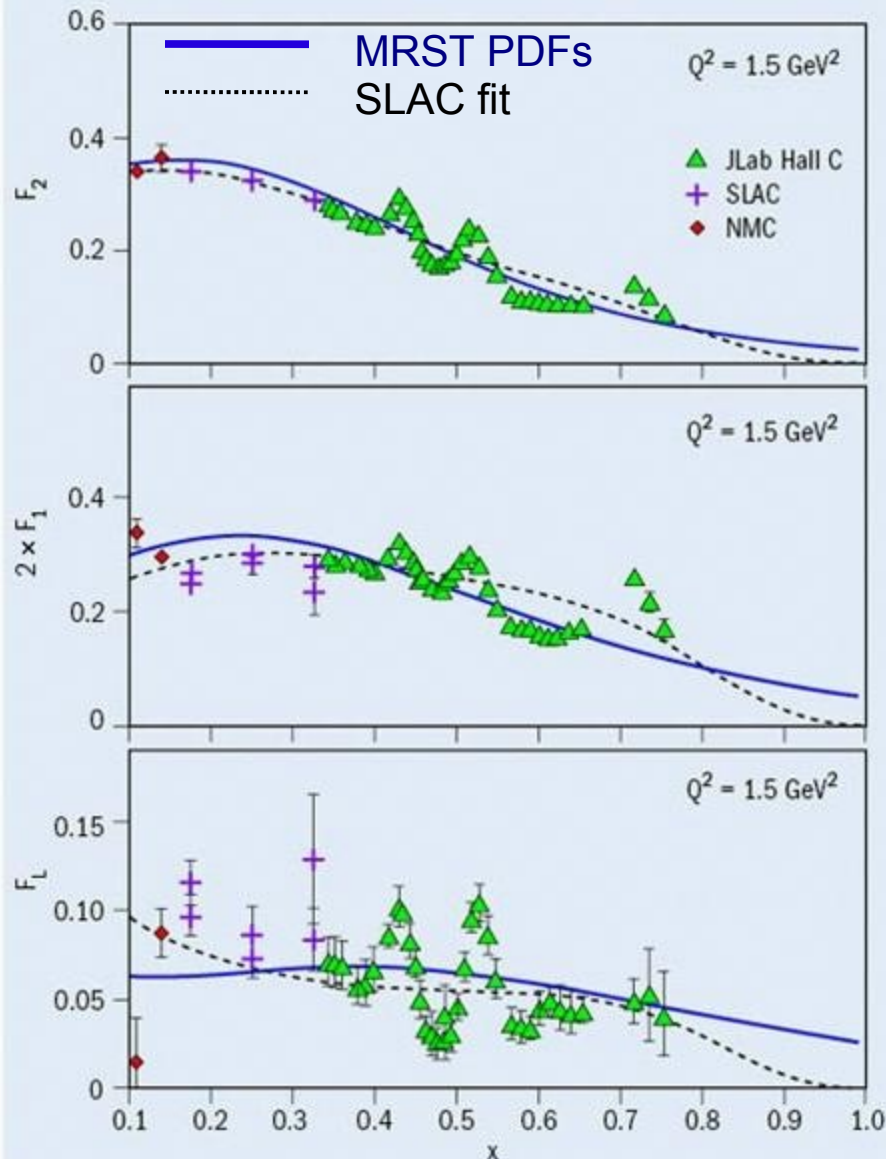 0.6
MRST PDFs
SLAC fit
Q² = 1.5 GeV²
JLab Hall C
SLAC
NMC
0.4
0.2
0
F₂
Q² = 1.5 GeV²
0.4
0.2
0
2 × F₁
Q² = 1.5 GeV²
0.15
0.10
0.05
0
F_L
0.1 0.2 0.3 0.4 0.5 0.6 0.7 0.8 0.9 1.0
x